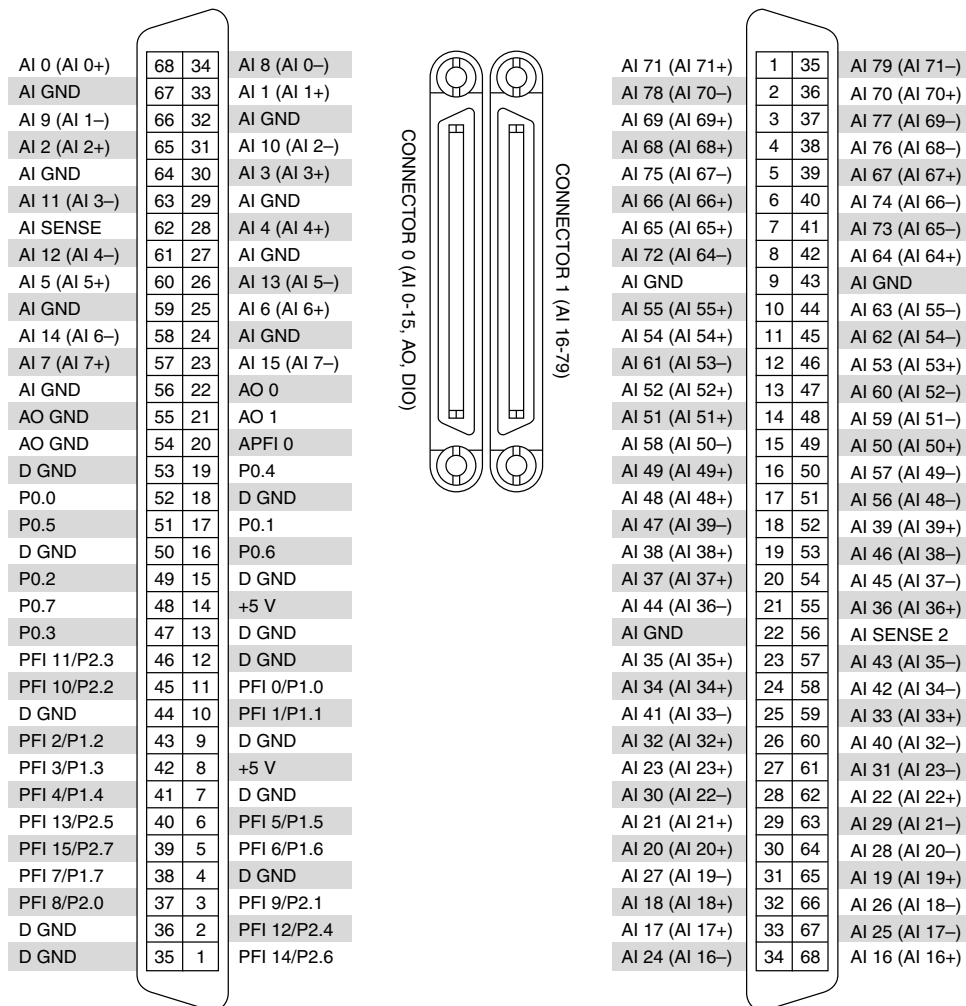 AI 0 (AI 0+) 68 34 AI 8 (AI 0–)
AI GND 67 33 AI 1 (AI 1+)
AI 9 (AI 1–) 66 32 AI GND
AI 2 (AI 2+) 65 31 AI 10 (AI 2–)
AI GND 64 30 AI 3 (AI 3+)
AI 11 (AI 3–) 63 29 AI GND
AI SENSE 62 28 AI 4 (AI 4+)
AI 12 (AI 4–) 61 27 AI GND
AI 5 (AI 5+) 60 26 AI 13 (AI 5–)
AI GND 59 25 AI 6 (AI 6+)
AI 14 (AI 6–) 58 24 AI GND
AI 7 (AI 7+) 57 23 AI 15 (AI 7–)
AI GND 56 22 AO 0
AO GND 55 21 AO 1
AO GND 54 20 APFI 0
D GND 53 19 P0.4
P0.0 52 18 D GND
P0.5 51 17 P0.1
D GND 50 16 P0.6
P0.2 49 15 D GND
P0.7 48 14 +5 V
P0.3 47 13 D GND
PFI 11/P2.3 46 12 D GND
PFI 10/P2.2 45 11 PFI 0/P1.0
D GND 44 10 PFI 1/P1.1
PFI 2/P1.2 43 9 D GND
PFI 3/P1.3 42 8 +5 V
PFI 4/P1.4 41 7 D GND
PFI 13/P2.5 40 6 PFI 5/P1.5
PFI 15/P2.7 39 5 PFI 6/P1.6
PFI 7/P1.7 38 4 D GND
PFI 8/P2.0 37 3 PFI 9/P2.1
D GND 36 2 PFI 12/P2.4
D GND 35 1 PFI 14/P2.6
CONNECTOR 0 (AI 0-15, AO, DIO)
CONNECTOR 1 (AI 16-79)
AI 71 (AI 71+) 1 35 AI 79 (AI 71–)
AI 78 (AI 70–) 2 36 AI 70 (AI 70+)
AI 69 (AI 69+) 3 37 AI 77 (AI 69–)
AI 68 (AI 68+) 4 38 AI 76 (AI 68–)
AI 75 (AI 67–) 5 39 AI 67 (AI 67+)
AI 66 (AI 66+) 6 40 AI 74 (AI 66–)
AI 65 (AI 65+) 7 41 AI 73 (AI 65–)
AI 72 (AI 64–) 8 42 AI 64 (AI 64+)
AI GND 9 43 AI GND
AI 55 (AI 55+) 10 44 AI 63 (AI 55–)
AI 54 (AI 54+) 11 45 AI 62 (AI 54–)
AI 61 (AI 53–) 12 46 AI 53 (AI 53+)
AI 52 (AI 52+) 13 47 AI 60 (AI 52–)
AI 51 (AI 51+) 14 48 AI 59 (AI 51–)
AI 58 (AI 50–) 15 49 AI 50 (AI 50+)
AI 49 (AI 49+) 16 50 AI 57 (AI 49–)
AI 48 (AI 48+) 17 51 AI 56 (AI 48–)
AI 47 (AI 39–) 18 52 AI 39 (AI 39+)
AI 38 (AI 38+) 19 53 AI 46 (AI 38–)
AI 37 (AI 37+) 20 54 AI 45 (AI 37–)
AI 44 (AI 36–) 21 55 AI 36 (AI 36+)
AI GND 22 56 AI SENSE 2
AI 35 (AI 35+) 23 57 AI 43 (AI 35–)
AI 34 (AI 34+) 24 58 AI 42 (AI 34–)
AI 41 (AI 33–) 25 59 AI 33 (AI 33+)
AI 32 (AI 32+) 26 60 AI 40 (AI 32–)
AI 23 (AI 23+) 27 61 AI 31 (AI 23–)
AI 30 (AI 22–) 28 62 AI 22 (AI 22+)
AI 21 (AI 21+) 29 63 AI 29 (AI 21–)
AI 20 (AI 20+) 30 64 AI 28 (AI 20–)
AI 27 (AI 19–) 31 65 AI 19 (AI 19+)
AI 18 (AI 18+) 32 66 AI 26 (AI 18–)
AI 17 (AI 17+) 33 67 AI 25 (AI 17–)
AI 24 (AI 16–) 34 68 AI 16 (AI 16+)